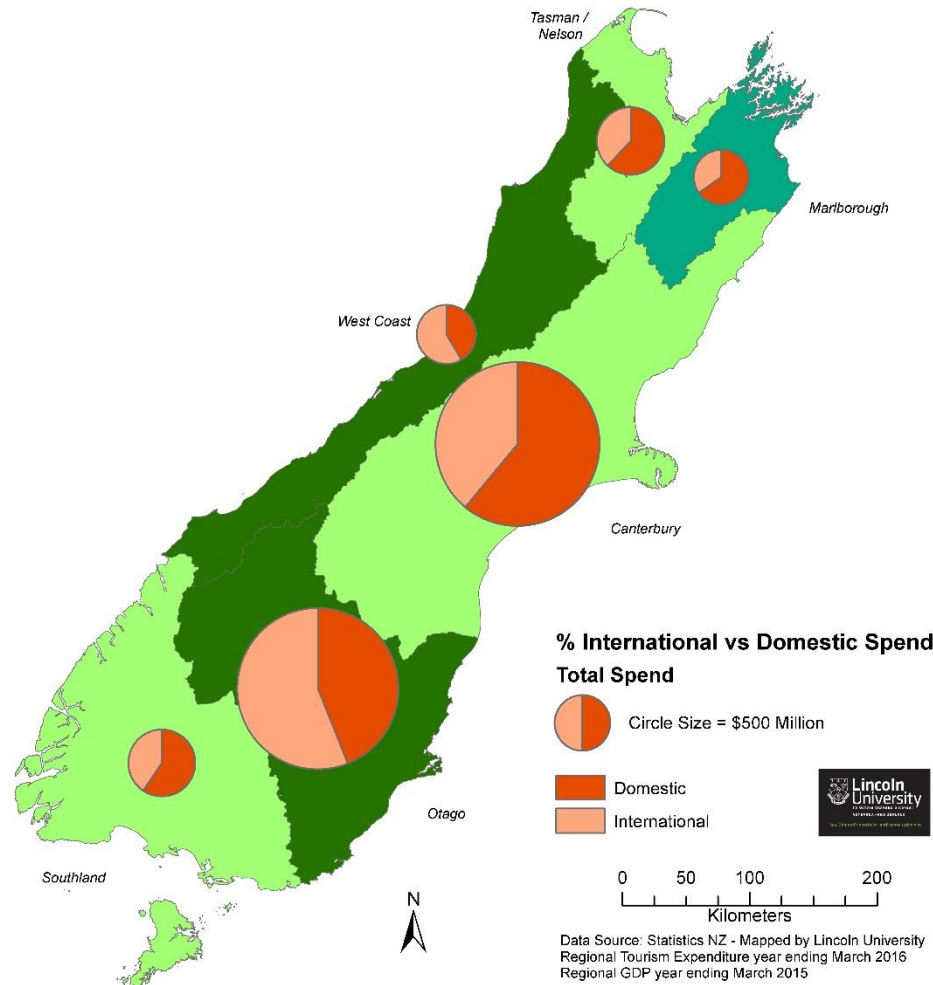 Tasman /
Nelson
Marlborough
West Coast
Canterbury
Otago
Southland
N
% International vs Domestic Spend
Total Spend
Circle Size = $500 Million
Domestic
International
Lincoln
University
0 50 100 200
Kilometers
Data Source: Statistics NZ - Mapped by Lincoln University
Regional Tourism Expenditure year ending March 2016
Regional GDP year ending March 2015